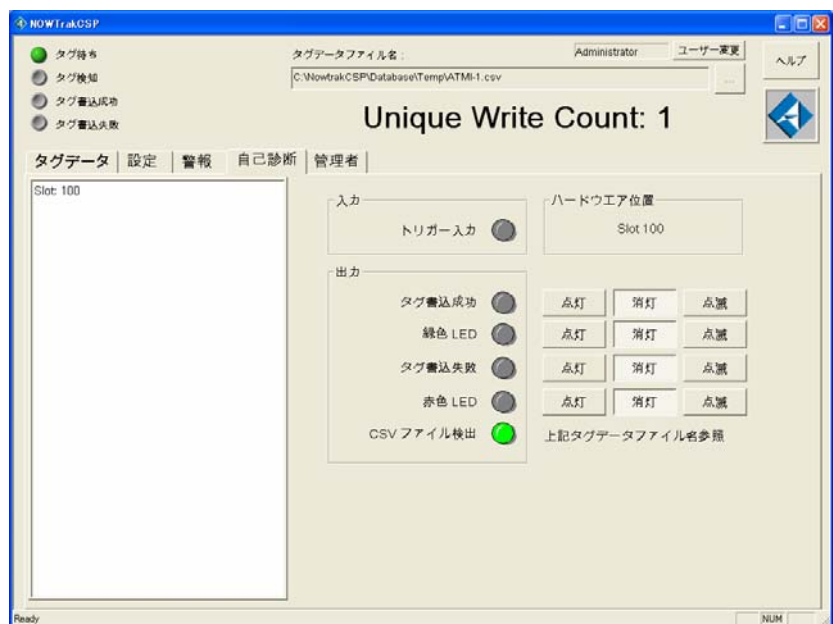 NOWTrakCSP
タグ待ち
タグ検知
タグ書込成功
タグ書込失敗
タグデータファイル名:
Administrator
ユーザー変更
C:\NowtrakCSP\Database\Temp\ATMI-1.csv
...
ヘルプ
Unique Write Count: 1
タグデータ 設定 警報 自己診断 管理者
Slot: 100
入力
トリガー入力
ハードウエア位置
Slot 100
出力
タグ書込成功 点灯 消灯 点滅
緑色 LED 点灯 消灯 点滅
タグ書込失敗 点灯 消灯 点滅
赤色 LED 点灯 消灯 点滅
CSV ファイル検出 上記タグデータファイル名参照
Ready
NUM